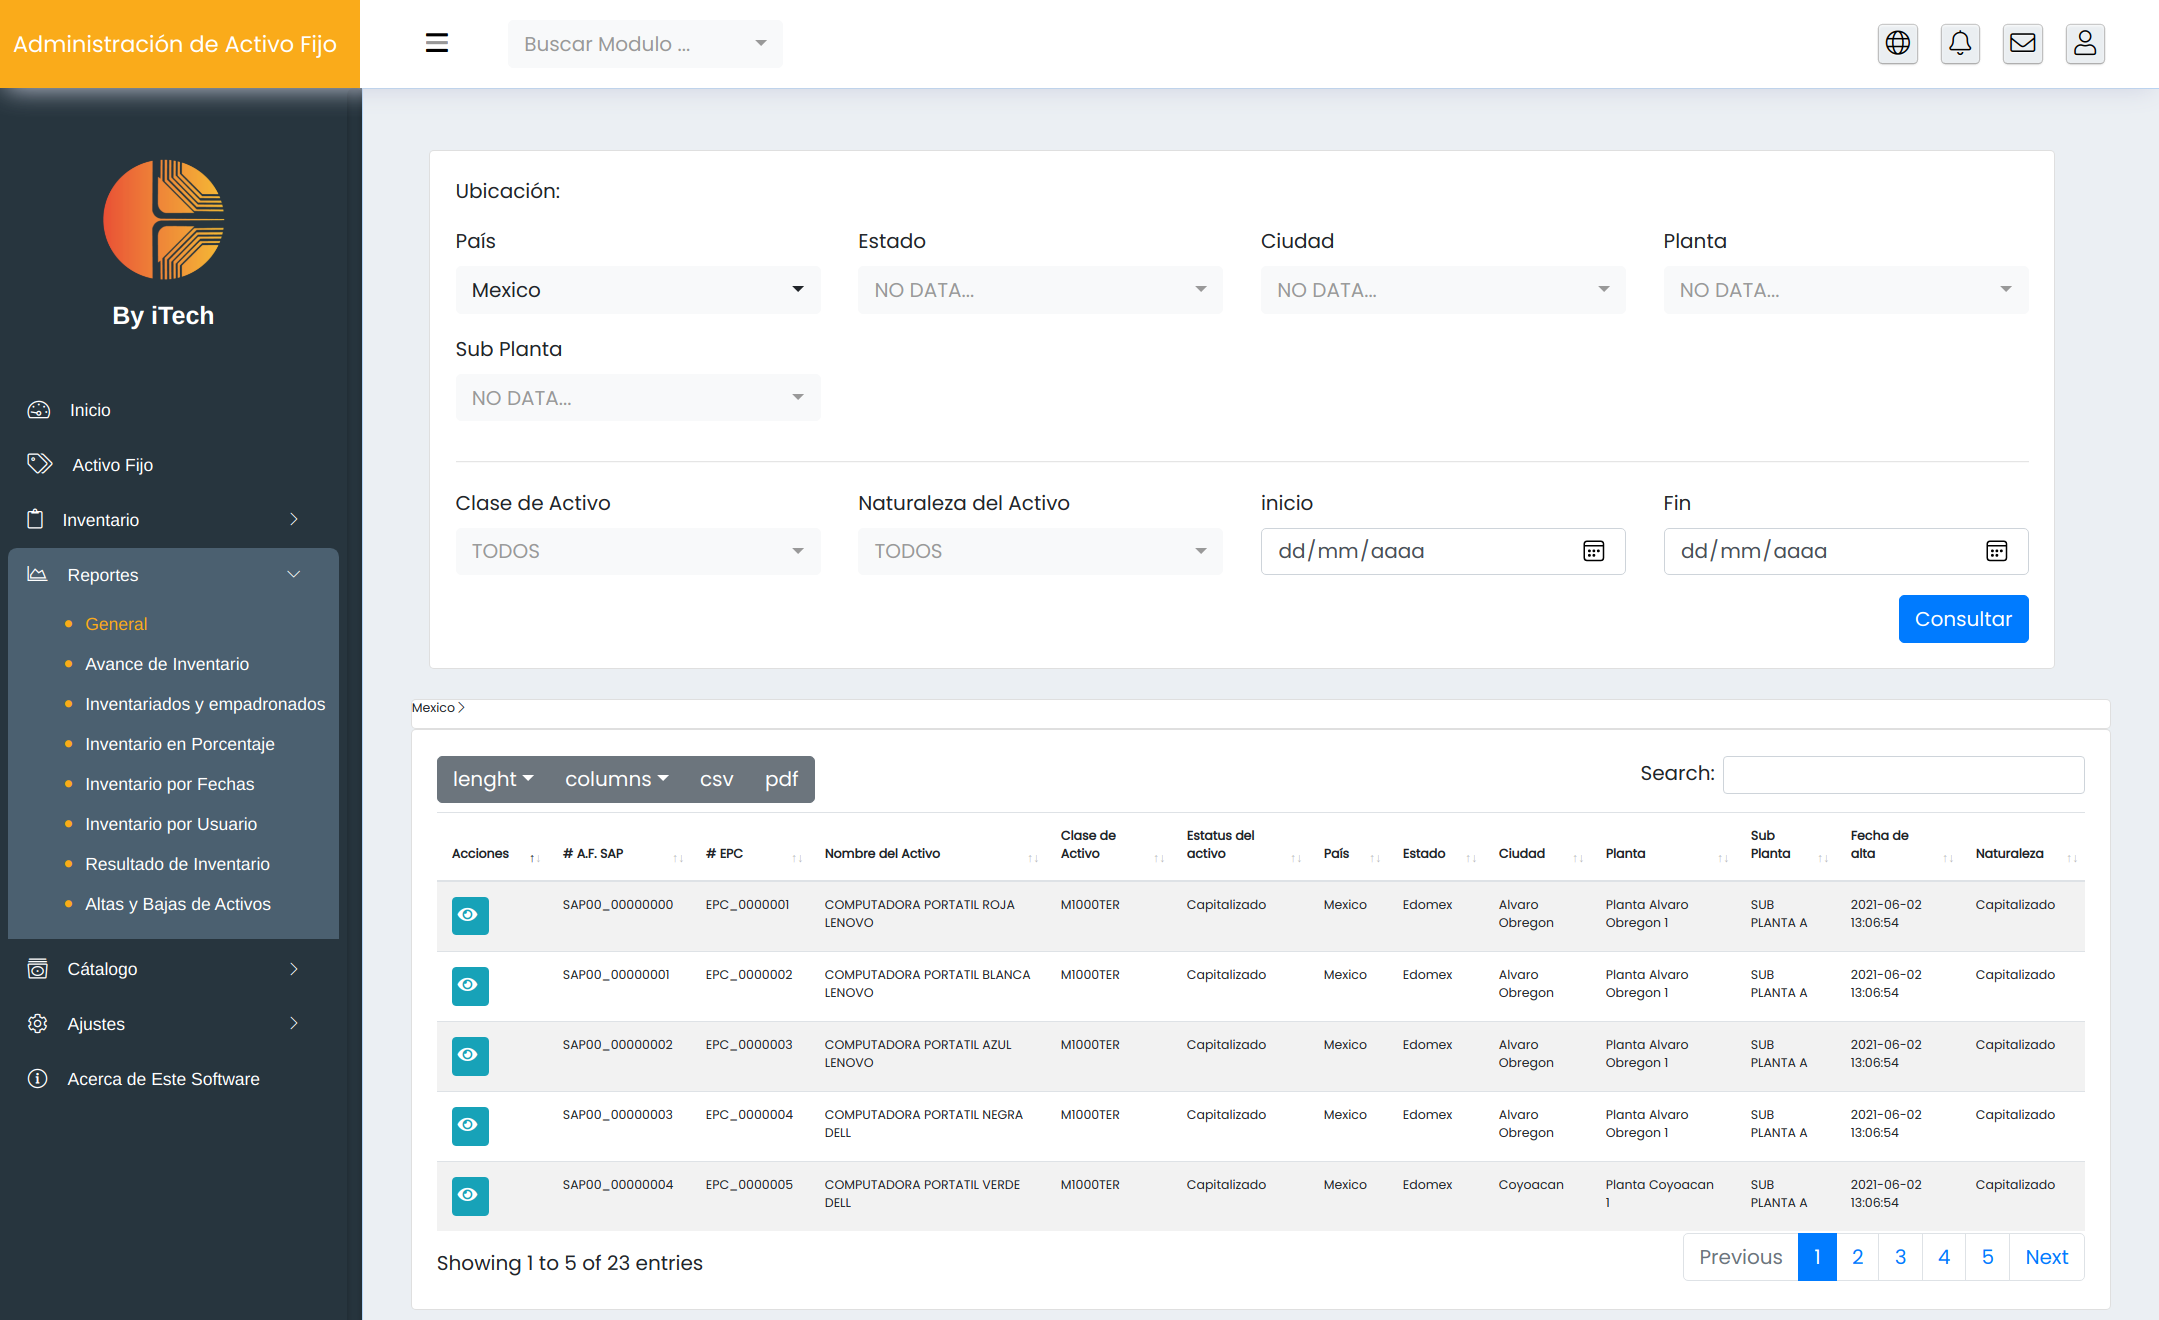 Administración de Activo Fijo
Buscar Modulo ...
By iTech
Inicio
Activo Fijo
Inventario
Reportes
General
Avance de Inventario
Inventariados y empadronados
Inventario en Porcentaje
Inventario por Fechas
Inventario por Usuario
Resultado de Inventario
Altas y Bajas de Activos
Cátalogo
Ajustes
Acerca de Este Software
Ubicación:
País Estado Ciudad Planta
Mexico NO DATA... NO DATA... NO DATA...
Sub Planta
NO DATA...
Clase de Activo Naturaleza del Activo inicio Fin
TODOS TODOS dd/mm/aaaa dd/mm/aaaa
Consultar
Mexico >
lenght columns csv pdf Search:
Acciones # A.F. SAP # EPC Nombre del Activo Clase de Activo Estatus del activo País Estado Ciudad Planta Sub Planta Fecha de alta Naturaleza
SAP00_00000000 EPC_0000001 COMPUTADORA PORTATIL ROJA LENOVO M1000TER Capitalizado Mexico Edomex Alvaro Obregon Planta Alvaro Obregon 1 SUB PLANTA A 2021-06-02 13:06:54 Capitalizado
SAP00_00000001 EPC_0000002 COMPUTADORA PORTATIL BLANCA LENOVO M1000TER Capitalizado Mexico Edomex Alvaro Obregon Planta Alvaro Obregon 1 SUB PLANTA A 2021-06-02 13:06:54 Capitalizado
SAP00_00000002 EPC_0000003 COMPUTADORA PORTATIL AZUL LENOVO M1000TER Capitalizado Mexico Edomex Alvaro Obregon Planta Alvaro Obregon 1 SUB PLANTA A 2021-06-02 13:06:54 Capitalizado
SAP00_00000003 EPC_0000004 COMPUTADORA PORTATIL NEGRA DELL M1000TER Capitalizado Mexico Edomex Alvaro Obregon Planta Alvaro Obregon 1 SUB PLANTA A 2021-06-02 13:06:54 Capitalizado
SAP00_00000004 EPC_0000005 COMPUTADORA PORTATIL VERDE DELL M1000TER Capitalizado Mexico Edomex Coyoacan Planta Coyoacan 1 SUB PLANTA A 2021-06-02 13:06:54 Capitalizado
Showing 1 to 5 of 23 entries
Previous 1 2 3 4 5 Next